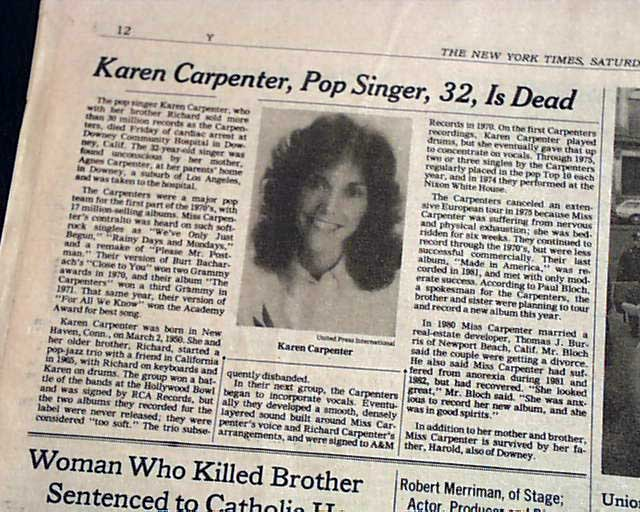 12
THE NEW YORK TIMES, SATURD
Karen Carpenter, Pop Singer, 32, Is Dead
The pop singer Karen Carpenter, who
with her brother Richard sold more
than 30 million records as the Carpen-
ters, died Friday of cardiac arrest at
Downey Community Hospital in Dow-
ney, Calif. The 32-year-old singer was
found unconscious by her mother,
Agnes Carpenter, at her parents' home
in Downey, a suburb of Los Angeles,
and was taken to the hospital.
The Carpenters were a major pop
team for the first part of the 1970's, with
17 million-selling albums. Miss Carpen-
ter's contralto was heard on such soft-
rock singles as "We've Only Just
Begun," "Rainy Days and Mondays,"
and a remake of "Please Mr. Post-
man." Their version of Burt Bachar-
ach's "Close to You" won two Grammy
awards in 1970, and their album "The
Carpenters" won a third Grammy in
1971. That same year, their version of
"For All We Know" won the Academy
Award for best song.
Karen Carpenter was born in New
Haven, Conn., on March 2, 1950. She and
her older brother, Richard, started a
pop-jazz trio with a friend in California
in 1965, with Richard on keyboards and
Karen on drums. The group won a bat-
tle of the bands at the Hollywood Bowl
and was signed by RCA Records, but
the two albums they recorded for the
label were never released; they were
considered "too soft." The trio subse-
United Press International
Karen Carpenter
quently disbanded.
In their next group, the Carpenters
began to incorporate vocals. Eventu-
ally they developed a smooth, densely
layered sound built around Miss Car-
penter's voice and Richard Carpenter's
arrangements, and were signed to A&M
Records in 1970. On the first Carpenters
recordings, Karen Carpenter played
drums, but she eventually gave that up
to concentrate on vocals. Through 1975,
two or three singles by the Carpenters
regularly placed in the pop Top 10 each
year, and in 1974 they performed at the
Nixon White House.
The Carpenters canceled an exten-
sive European tour in 1975 because Miss
Carpenter was suffering from nervous
and physical exhaustion; she was bed-
ridden for six weeks. They continued to
record through the 1970's, but were less
successful commercially. Their last
album, "Made in America," was re-
corded in 1981, and met with only mod-
erate success. According to Paul Bloch,
a spokesman for the Carpenters, the
brother and sister were planning to tour
and record a new album this year.
In 1980 Miss Carpenter married a
real-estate developer, Thomas J. Bur-
ris of Newport Beach, Calif. Mr. Bloch
said the couple were getting a divorce.
He also said Miss Carpenter had suf-
fered from anorexia during 1981 and
1982, but had recovered. "She looked
great," Mr. Bloch said. "She was anx-
ious to record her new album, and she
was in good spirits."
In addition to her mother and brother,
Miss Carpenter is survived by her fa-
ther, Harold, also of Downey.
Woman Who Killed Brother
Sentenced to Catholic
Robert Merriman, of Stage;
Actor, Producer and
Union